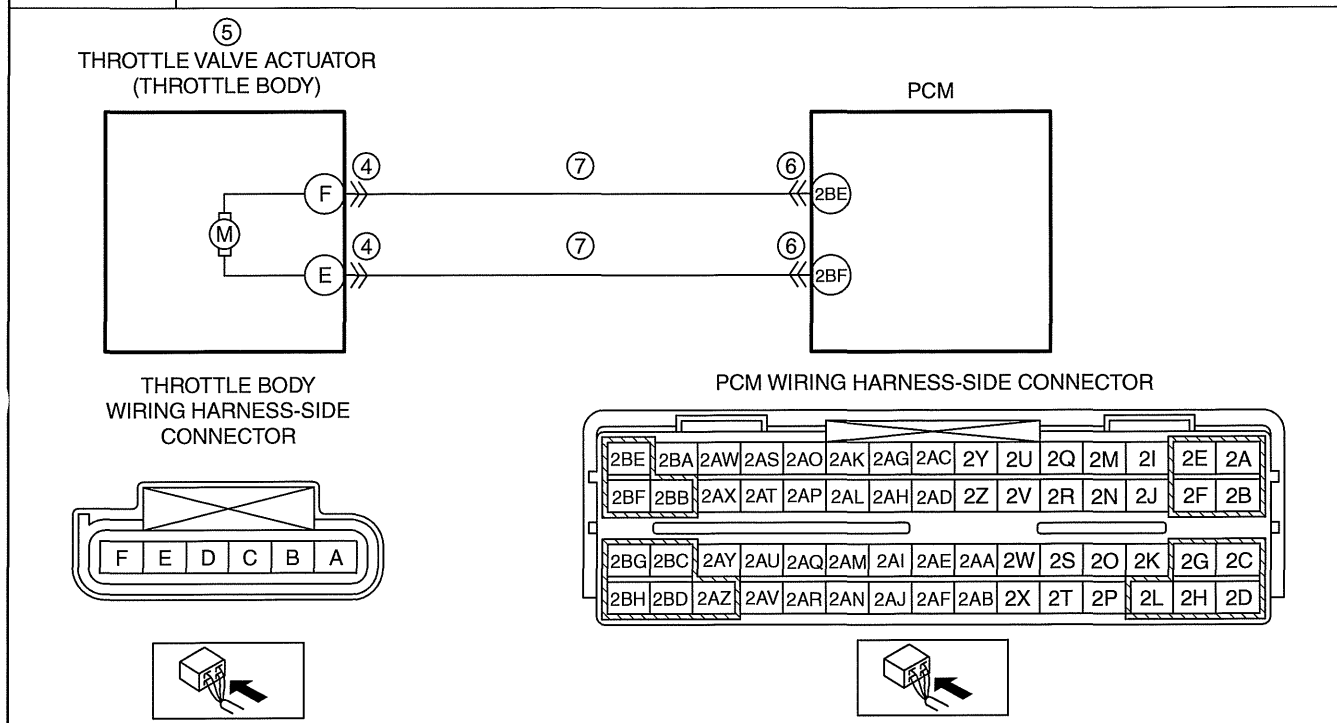 ⑤
THROTTLE VALVE ACTUATOR
(THROTTLE BODY)
PCM
④ ⑦ ⑥
F 2BE
M
④ ⑦ ⑥
E 2BF
THROTTLE BODY
WIRING HARNESS-SIDE
CONNECTOR
F E D C B A
PCM WIRING HARNESS-SIDE CONNECTOR
2BE 2BA 2AW 2AS 2AO 2AK 2AG 2AC 2Y 2U 2Q 2M 2I 2E 2A
2BF 2BB 2AX 2AT 2AP 2AL 2AH 2AD 2Z 2V 2R 2N 2J 2F 2B
2BG 2BC 2AY 2AU 2AQ 2AM 2AI 2AE 2AA 2W 2S 2O 2K 2G 2C
2BH 2BD 2AZ 2AV 2AR 2AN 2AJ 2AF 2AB 2X 2T 2P 2L 2H 2D